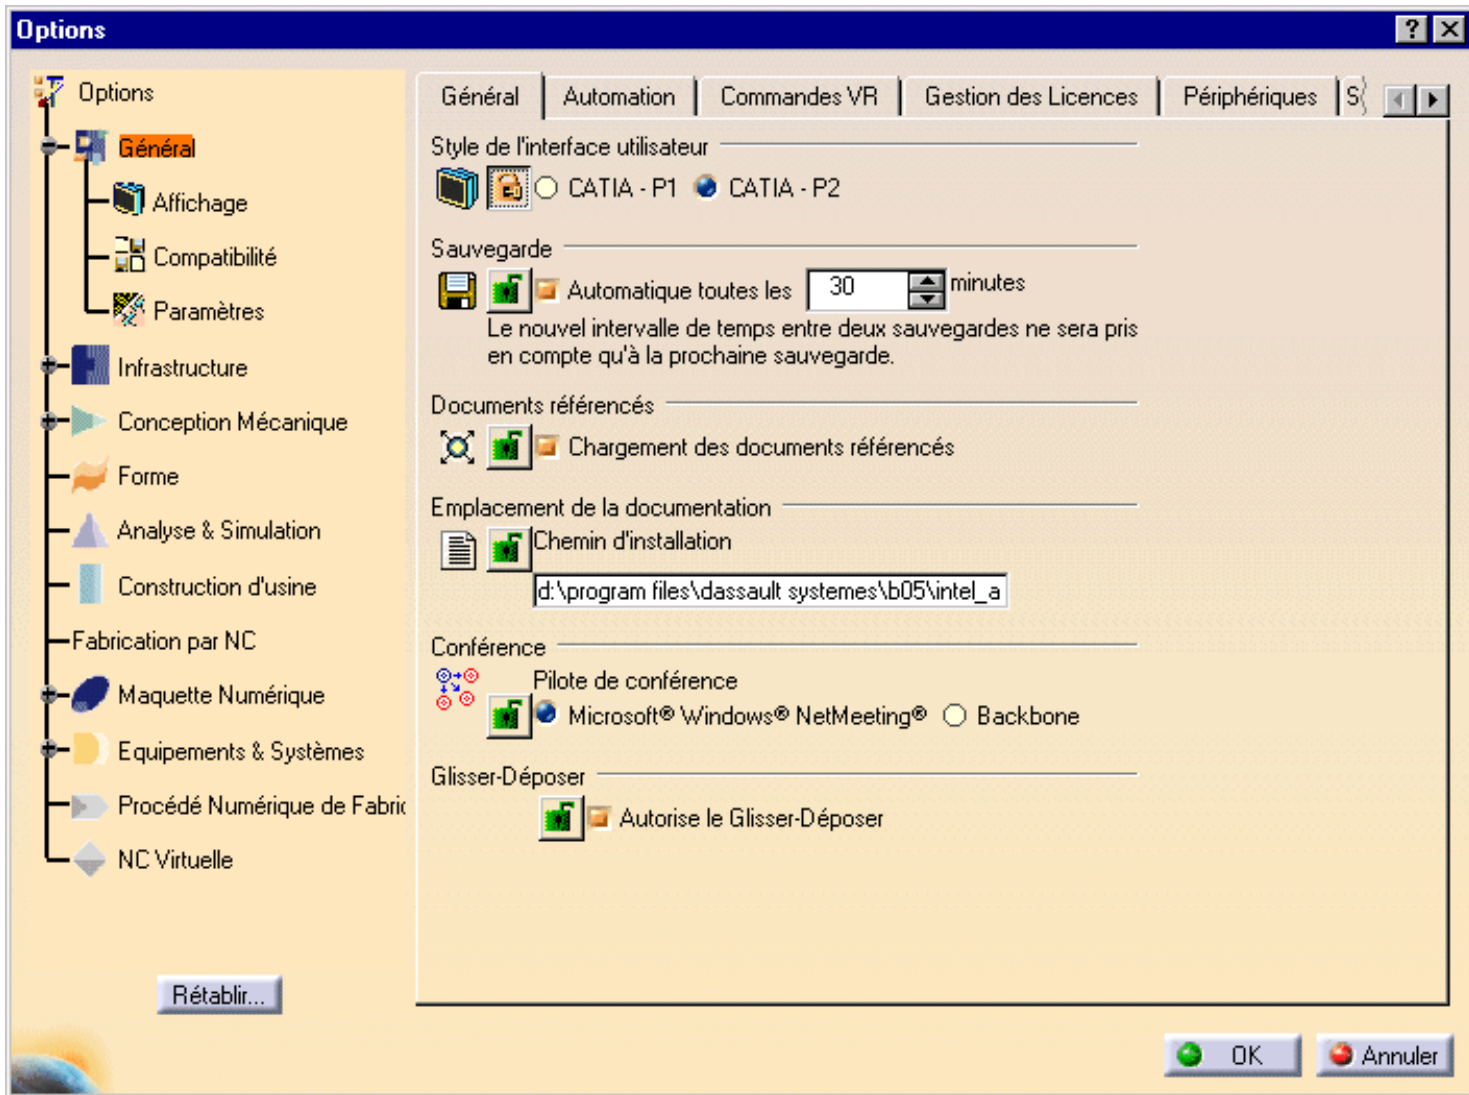 Options
Options
Général
Affichage
Compatibilité
Paramètres
Infrastructure
Conception Mécanique
Forme
Analyse & Simulation
Construction d'usine
Fabrication par NC
Maquette Numérique
Equipements & Systèmes
Procédé Numérique de Fabric
NC Virtuelle
Rétablir...
Général Automation Commandes VR Gestion des Licences Périphériques S
Style de l'interface utilisateur
CATIA - P1 CATIA - P2
Sauvegarde
Automatique toutes les 30 minutes
Le nouvel intervalle de temps entre deux sauvegardes ne sera pris
en compte qu'à la prochaine sauvegarde.
Documents référencés
Chargement des documents référencés
Emplacement de la documentation
Chemin d'installation
d:\program files\dassault systemes\b05\intel_a
Conférence
Pilote de conférence
Microsoft® Windows® NetMeeting® Backbone
Glisser-Déposer
Autorise le Glisser-Déposer
OK Annuler